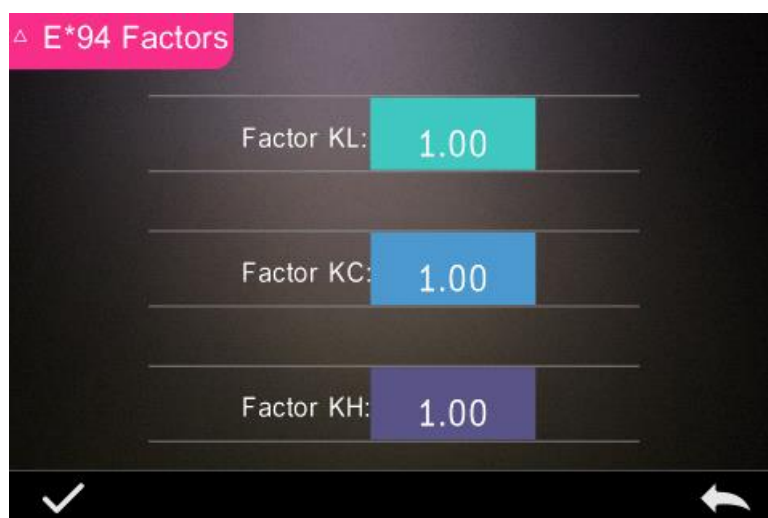 △ E*94 Factors
Factor KL: 1.00
Factor KC: 1.00
Factor KH: 1.00